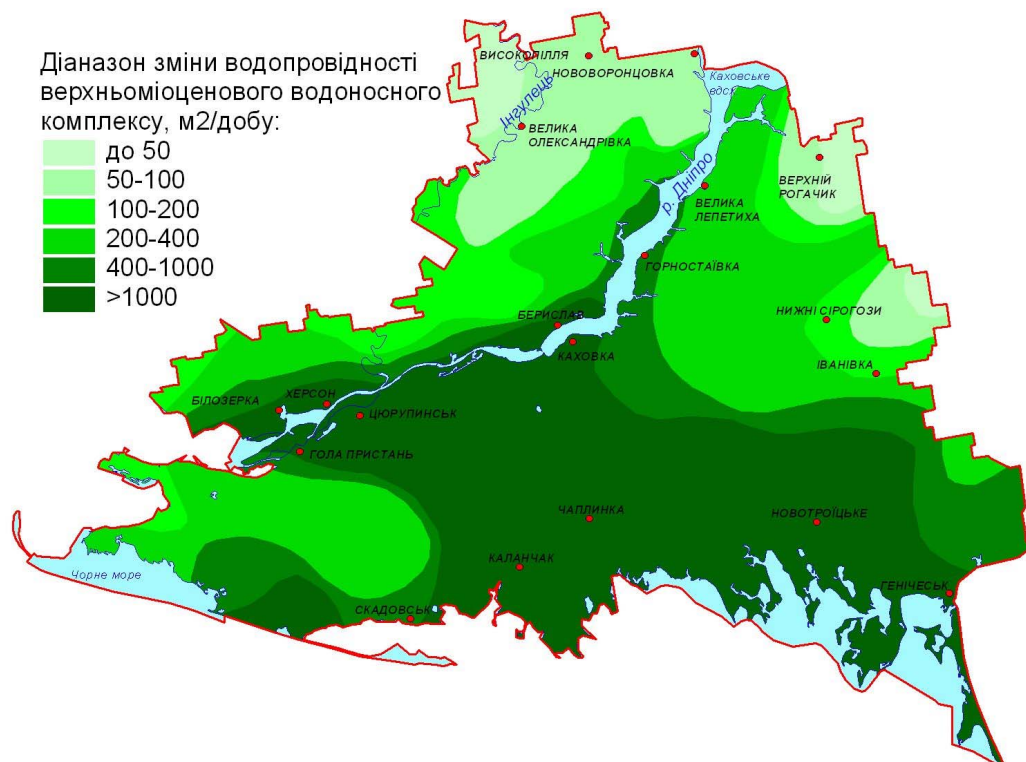 Діаназон зміни водопровідності
верхньоміоценового водоносного
комплексу, м2/добу:
до 50
50-100
100-200
200-400
400-1000
>1000
ВИСОКОПІЛЛЯ
НОВОВОРОНЦОВКА
Каховське
вдсх.
Інгулець
ВЕЛИКА
ОЛЕКСАНДРІВКА
р. Дніпро
ВЕРХНІЙ
РОГАЧИК
ВЕЛИКА
ЛЕПЕТИХА
ГОРНОСТАЇВКА
НИЖНІ СІРОГОЗИ
БЕРИСЛАВ
КАХОВКА
ІВАНІВКА
БІЛОЗЕРКА
ХЕРСОН
ЦЮРУПИНСЬК
ГОЛА ПРИСТАНЬ
ЧАПЛИНКА
НОВОТРОЇЦЬКЕ
КАЛАНЧАК
Чорне море
ГЕНІЧЕСЬК
СКАДОВСЬК